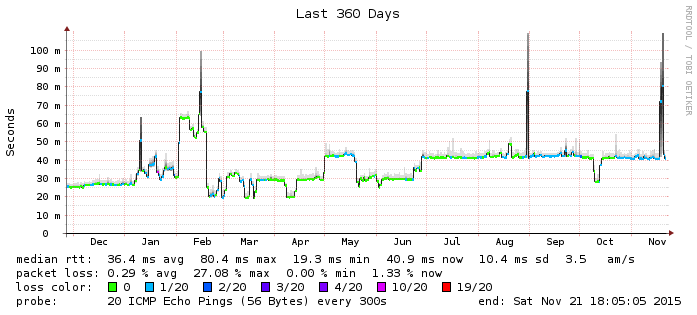 Last 360 Days
RRDTOOL / TOBI OETIKER
Seconds
100 m
90 m
80 m
70 m
60 m
50 m
40 m
30 m
20 m
10 m
0
Dec Jan Feb Mar Apr May Jun Jul Aug Sep Oct Nov
median rtt: 36.4 ms avg 80.4 ms max 19.3 ms min 40.9 ms now 10.4 ms sd 3.5 am/s
packet loss: 0.29 % avg 27.08 % max 0.00 % min 1.33 % now
loss color: 0 1/20 2/20 3/20 4/20 10/20 19/20
probe: 20 ICMP Echo Pings (56 Bytes) every 300s end: Sat Nov 21 18:05:05 2015